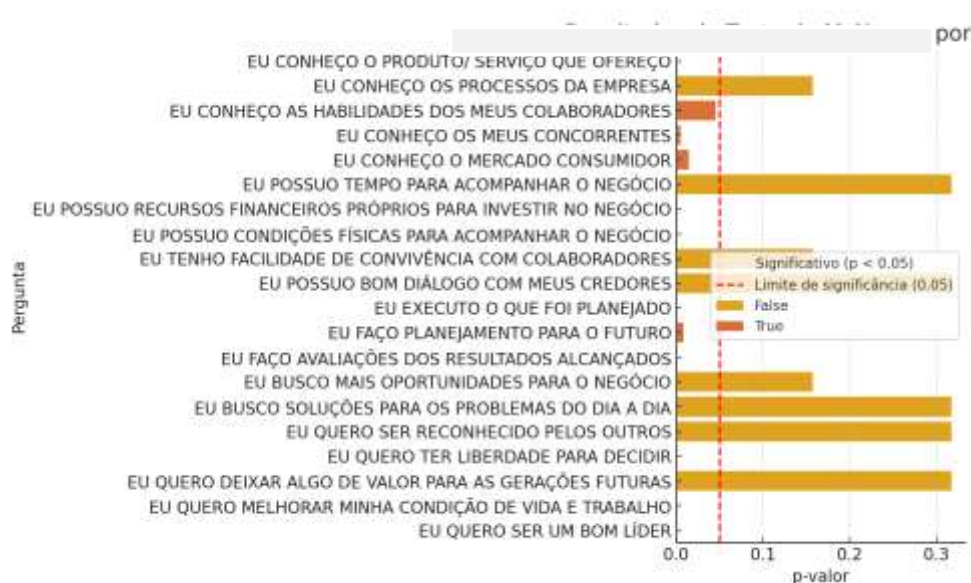 por
EU CONHEÇO O PRODUTO/ SERVIÇO QUE OFEREÇO
EU CONHEÇO OS PROCESSOS DA EMPRESA
EU CONHEÇO AS HABILIDADES DOS MEUS COLABORADORES
EU CONHEÇO OS MEUS CONCORRENTES
EU CONHEÇO O MERCADO CONSUMIDOR
EU POSSUO TEMPO PARA ACOMPANHAR O NEGÓCIO
EU POSSUO RECURSOS FINANCEIROS PRÓPRIOS PARA INVESTIR NO NEGÓCIO
EU POSSUO CONDIÇÕES FÍSICAS PARA ACOMPANHAR O NEGÓCIO
EU TENHO FACILIDADE DE CONVIVÊNCIA COM COLABORADORES
EU POSSUO BOM DIÁLOGO COM MEUS CREDORES
EU EXECUTO O QUE FOI PLANEJADO
EU FAÇO PLANEJAMENTO PARA O FUTURO
EU FAÇO AVALIAÇÕES DOS RESULTADOS ALCANÇADOS
EU BUSCO MAIS OPORTUNIDADES PARA O NEGÓCIO
EU BUSCO SOLUÇÕES PARA OS PROBLEMAS DO DIA A DIA
EU QUERO SER RECONHECIDO PELOS OUTROS
EU QUERO TER LIBERDADE PARA DECIDIR
EU QUERO DEIXAR ALGO DE VALOR PARA AS GERAÇÕES FUTURAS
EU QUERO MELHORAR MINHA CONDIÇÃO DE VIDA E TRABALHO
EU QUERO SER UM BOM LÍDER
Pergunta
Significativo (p < 0.05)
Limite de significância (0.05)
False
True
0.0 0.1 0.2 0.3
p-valor